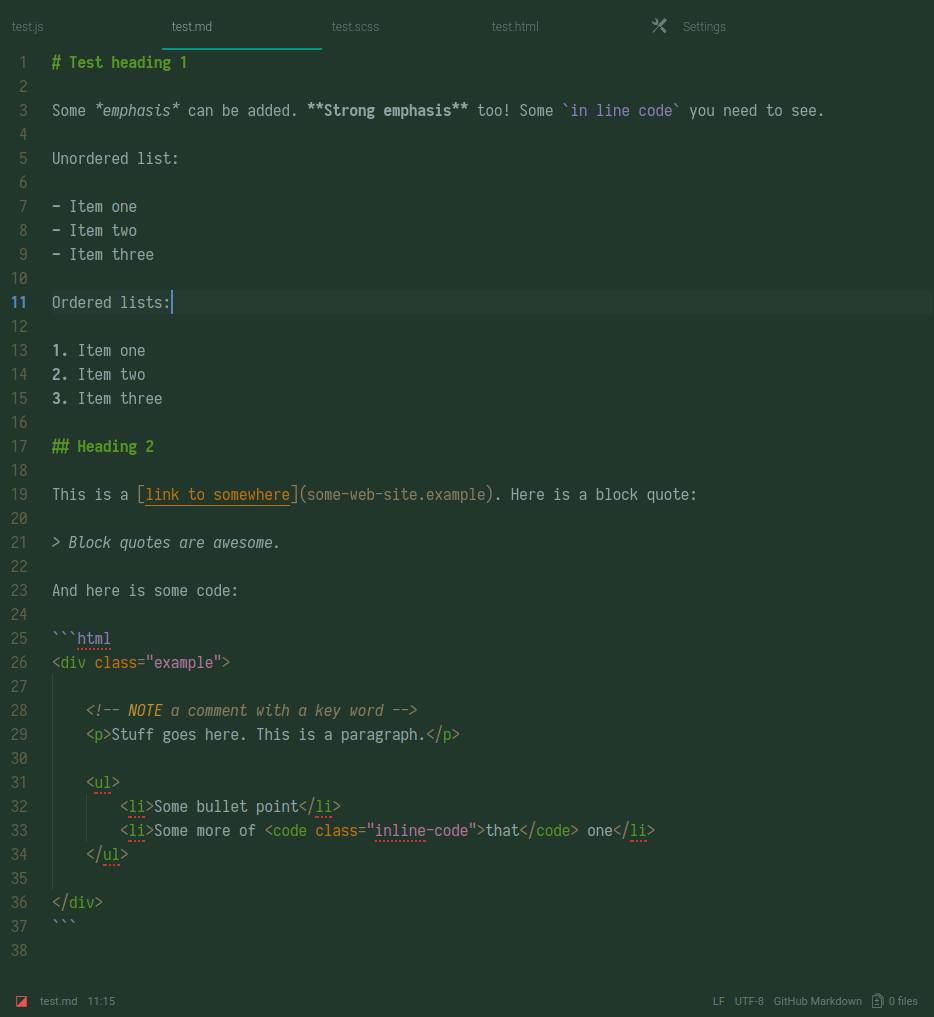 test.js test.md test.scss test.html Settings
1 # Test heading 1
2
3 Some *emphasis* can be added. **Strong emphasis** too! Some `in line code` you need to see.
4
5 Unordered list:
6
7 - Item one
8 - Item two
9 - Item three
10
11 Ordered lists:
12
13 1. Item one
14 2. Item two
15 3. Item three
16
17 ## Heading 2
18
19 This is a [link to somewhere](some-web-site.example). Here is a block quote:
20
21 > Block quotes are awesome.
22
23 And here is some code:
24
25 ```html
26 <div class="example">
27
28     <!-- NOTE a comment with a key word -->
29     <p>Stuff goes here. This is a paragraph.</p>
30
31     <ul>
32         <li>Some bullet point</li>
33         <li>Some more of <code class="inline-code">that</code> one</li>
34     </ul>
35
36 </div>
37 ```
38
test.md 11:15 LF UTF-8 GitHub Markdown 0 files